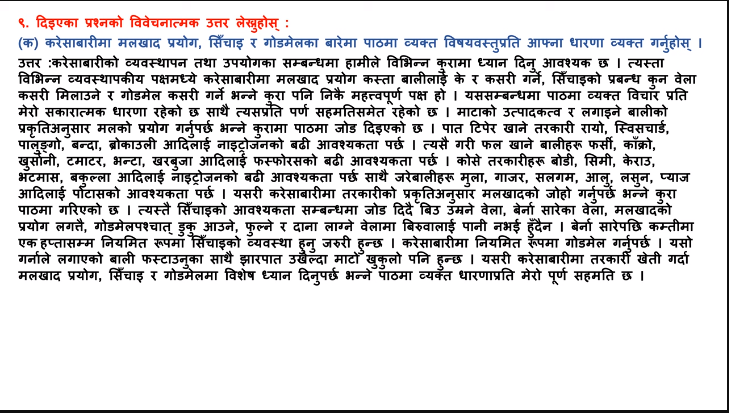 ९. दिइएका प्रश्नको विवेचनात्मक उत्तर लेख्नुहोस् :
(क) करेसाबारीमा मलखाद प्रयोग, सिँचाइ र गोडमेलका बारेमा पाठमा व्यक्त विषयवस्तुप्रति आफ्ना धारणा व्यक्त गर्नुहोस् ।
उत्तर :करेसाबारीको व्यवस्थापन तथा उपयोगका सम्बन्धमा हामीले विभिन्न कुरामा ध्यान दिनु आवश्यक छ । त्यस्ता
विभिन्न व्यवस्थापकीय पक्षमध्ये करेसाबारीमा मलखाद प्रयोग कस्ता बालीलाई के र कसरी गर्ने, सिँचाइको प्रबन्ध कुन वेला
कसरी मिलाउने र गोडमेल कसरी गर्ने भन्ने कुरा पनि निकै महत्त्वपूर्ण पक्ष हो । यससम्बन्धमा पाठमा व्यक्त विचार प्रति
मेरो सकारात्मक धारणा रहेको छ साथै त्यसप्रति पर्ण सहमतिसमेत रहेको छ । माटाको उत्पादकत्व र लगाइने बालीको
प्रकृतिअनुसार मलको प्रयोग गर्नुपर्छ भन्ने कुरामा पाठमा जोड दिइएको छ । पात टिपेर खाने तरकारी रायो, स्विसचार्ड,
पालुङ्गो, बन्दा, ब्रोकाउली आदिलाई नाइट्रोजनको बढी आवश्यकता पर्छ । त्यसै गरी फल खाने बालीहरू फर्सी, काँक्रो,
खुर्सानी, टमाटर, भन्टा, खरबुजा आदिलाई फस्फोरसको बढी आवश्यकता पर्छ । कोसे तरकारीहरू बोडी, सिमी, केराउ,
भटमास, बकुल्ला आदिलाई नाइट्रोजनको बढी आवश्यकता पर्छ साथै जरेबालीहरू मुला, गाजर, सलगम, आलु, लसुन, प्याज
आदिलाई पोटासको आवश्यकता पर्छ । यसरी करेसाबारीमा तरकारीको प्रकृतिअनुसार मलखादको जोहो गर्नुपर्छ भन्ने कुरा
पाठमा गरिएको छ । त्यस्तै सिँचाइको आवश्यकता सम्बन्धमा जोड दिदै बिउ उम्रने वेला, बेर्ना सारेका वेला, मलखादको
प्रयोग लगत्तै, गोडमेलपश्चात् डुकु आउने, फुल्ने र दाना लाग्ने वेलामा बिरुवालाई पानी नभई हुँदैन । बेर्ना सारेपछि कम्तीमा
एक हप्तासम्म नियमित रूपमा सिँचाइको व्यवस्था हुनु जरुरी हुन्छ । करेसाबारीमा नियमित रूपमा गोडमेल गर्नुपर्छ । यसो
गर्नाले लगाएको बाली फस्टाउनुका साथै झारपात उखेल्दा माटो खुकुलो पनि हुन्छ । यसरी करेसाबारीमा तरकारी खेती गर्दा
मलखाद प्रयोग, सिँचाइ र गोडमेलमा विशेष ध्यान दिनुपर्छ भन्ने पाठमा व्यक्त धारणाप्रति मेरो पूर्ण सहमति छ ।